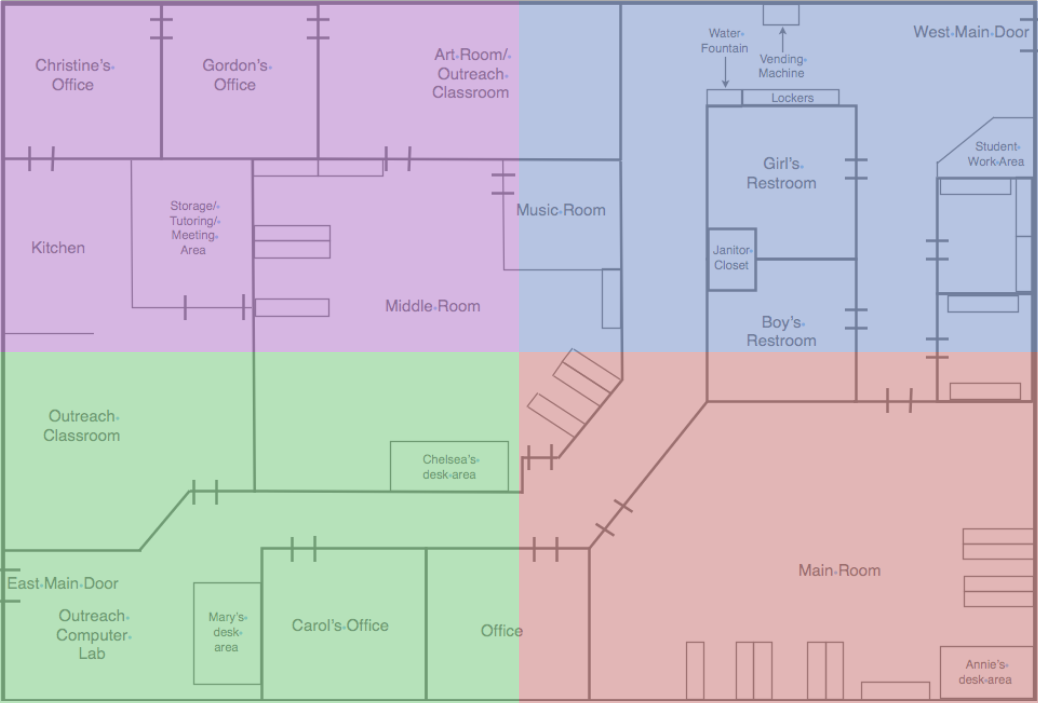 Christine's
Office
Gordon's
Office
Art Room/
Outreach
Classroom
Water
Fountain
Vending
Machine
West Main Door
Lockers
Girl's
Restroom
Student
Work Area
Storage/
Tutoring/
Meeting
Area
Kitchen
Music Room
Janitor
Closet
Middle Room
Boy's
Restroom
Outreach
Classroom
Chelsea's
desk area
East Main Door
Outreach
Computer
Lab
Mary's
desk
area
Carol's Office
Office
Main Room
Annie's
desk area